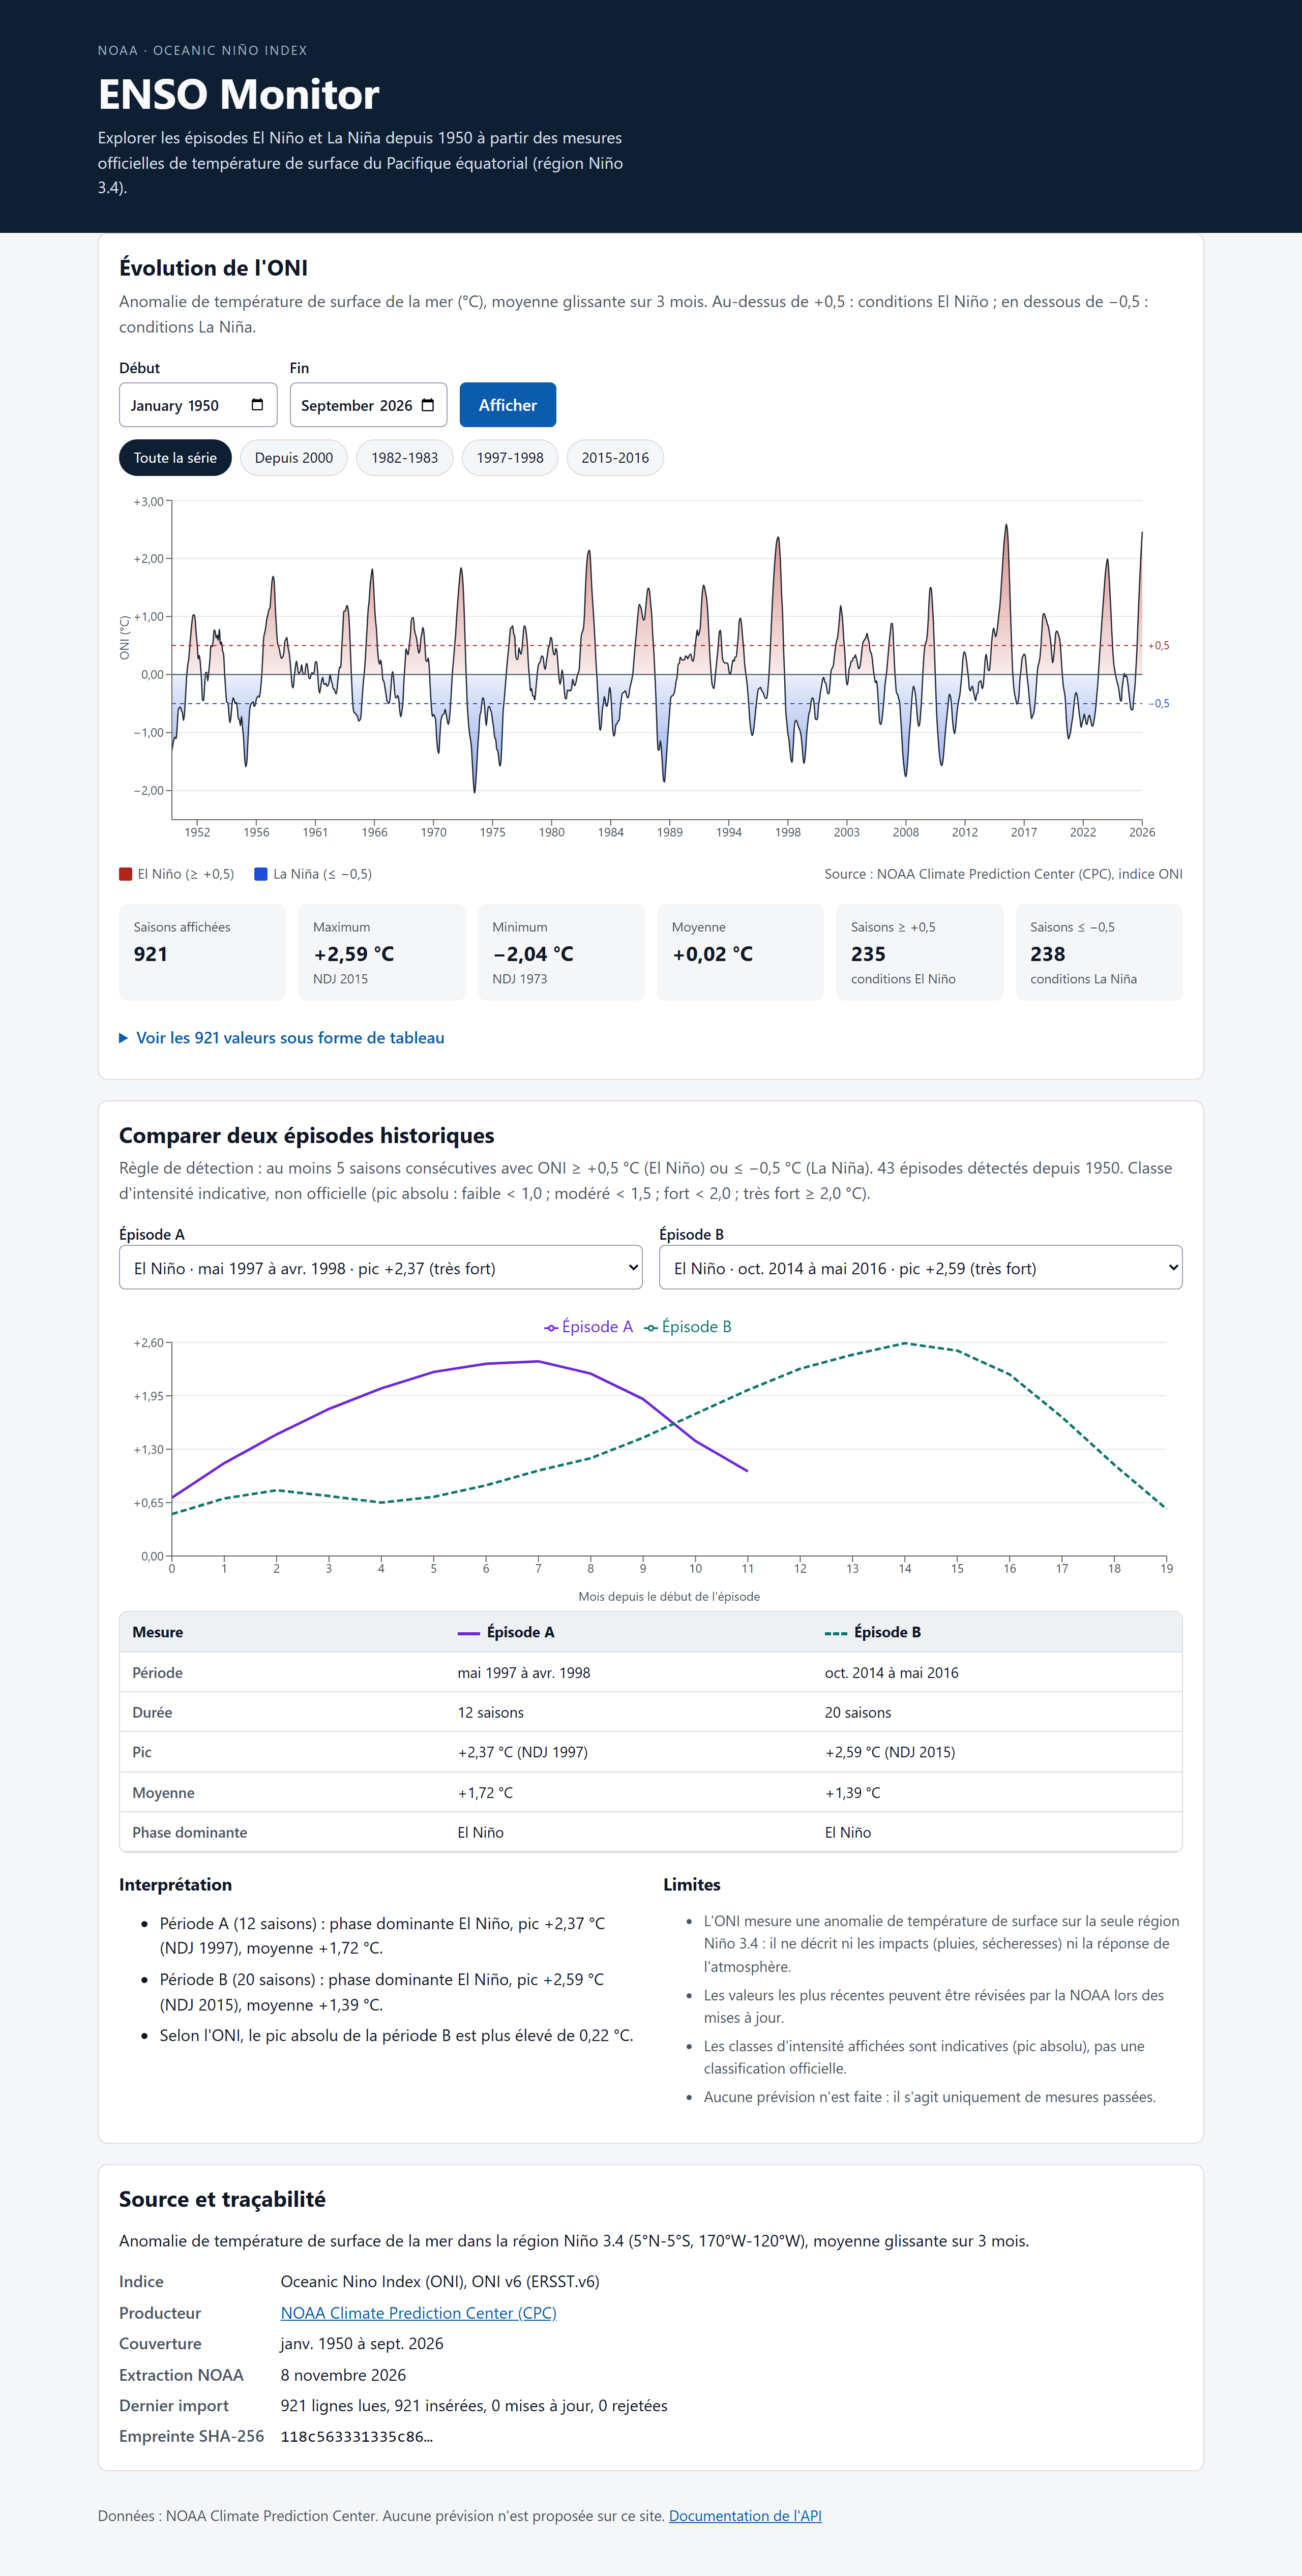 NOAA · OCEANIC NIÑO INDEX
ENSO Monitor
Explorer les épisodes El Niño et La Niña depuis 1950 à partir des mesures
officielles de température de surface du Pacifique équatorial (région Niño
3.4).
Évolution de l'ONI
Anomalie de température de surface de la mer (°C), moyenne glissante sur 3 mois. Au-dessus de +0,5 : conditions El Niño ; en dessous de −0,5 :
conditions La Niña.
Début
Fin
January 1950
September 2026
Afficher
Toute la série
Depuis 2000
1982-1983
1997-1998
2015-2016
+3,00
+2,00
+1,00
0,00
−1,00
−2,00
ONI (°C)
+0,5
−0,5
1952 1956 1961 1966 1970 1975 1980 1984 1989 1994 1998 2003 2008 2012 2017 2022 2026
El Niño (≥ +0,5)
La Niña (≤ −0,5)
Source : NOAA Climate Prediction Center (CPC), indice ONI
Saisons affichées
921
Maximum
+2,59 °C
NDJ 2015
Minimum
−2,04 °C
NDJ 1973
Moyenne
+0,02 °C
Saisons ≥ +0,5
235
conditions El Niño
Saisons ≤ −0,5
238
conditions La Niña
Voir les 921 valeurs sous forme de tableau
Comparer deux épisodes historiques
Règle de détection : au moins 5 saisons consécutives avec ONI ≥ +0,5 °C (El Niño) ou ≤ −0,5 °C (La Niña). 43 épisodes détectés depuis 1950. Classe
d'intensité indicative, non officielle (pic absolu : faible < 1,0 ; modéré < 1,5 ; fort < 2,0 ; très fort ≥ 2,0 °C).
Épisode A
El Niño · mai 1997 à avr. 1998 · pic +2,37 (très fort)
Épisode B
El Niño · oct. 2014 à mai 2016 · pic +2,59 (très fort)
Épisode A
Épisode B
+2,60
+1,95
+1,30
+0,65
0,00
0 1 2 3 4 5 6 7 8 9 10 11 12 13 14 15 16 17 18 19
Mois depuis le début de l'épisode
Mesure Épisode A Épisode B
Période mai 1997 à avr. 1998 oct. 2014 à mai 2016
Durée 12 saisons 20 saisons
Pic +2,37 °C (NDJ 1997) +2,59 °C (NDJ 2015)
Moyenne +1,72 °C +1,39 °C
Phase dominante El Niño El Niño
Interprétation
Période A (12 saisons) : phase dominante El Niño, pic +2,37 °C
(NDJ 1997), moyenne +1,72 °C.
Période B (20 saisons) : phase dominante El Niño, pic +2,59 °C
(NDJ 2015), moyenne +1,39 °C.
Selon l'ONI, le pic absolu de la période B est plus élevé de 0,22 °C.
Limites
L'ONI mesure une anomalie de température de surface sur la seule région
Niño 3.4 : il ne décrit ni les impacts (pluies, sécheresses) ni la réponse de
l'atmosphère.
Les valeurs les plus récentes peuvent être révisées par la NOAA lors des
mises à jour.
Les classes d'intensité affichées sont indicatives (pic absolu), pas une
classification officielle.
Aucune prévision n'est faite : il s'agit uniquement de mesures passées.
Source et traçabilité
Anomalie de température de surface de la mer dans la région Niño 3.4 (5°N-5°S, 170°W-120°W), moyenne glissante sur 3 mois.
Indice Oceanic Nino Index (ONI), ONI v6 (ERSST.v6)
Producteur NOAA Climate Prediction Center (CPC)
Couverture janv. 1950 à sept. 2026
Extraction NOAA 8 novembre 2026
Dernier import 921 lignes lues, 921 insérées, 0 mises à jour, 0 rejetées
Empreinte SHA-256 118c563331335c86…
Données : NOAA Climate Prediction Center. Aucune prévision n'est proposée sur ce site. Documentation de l'API